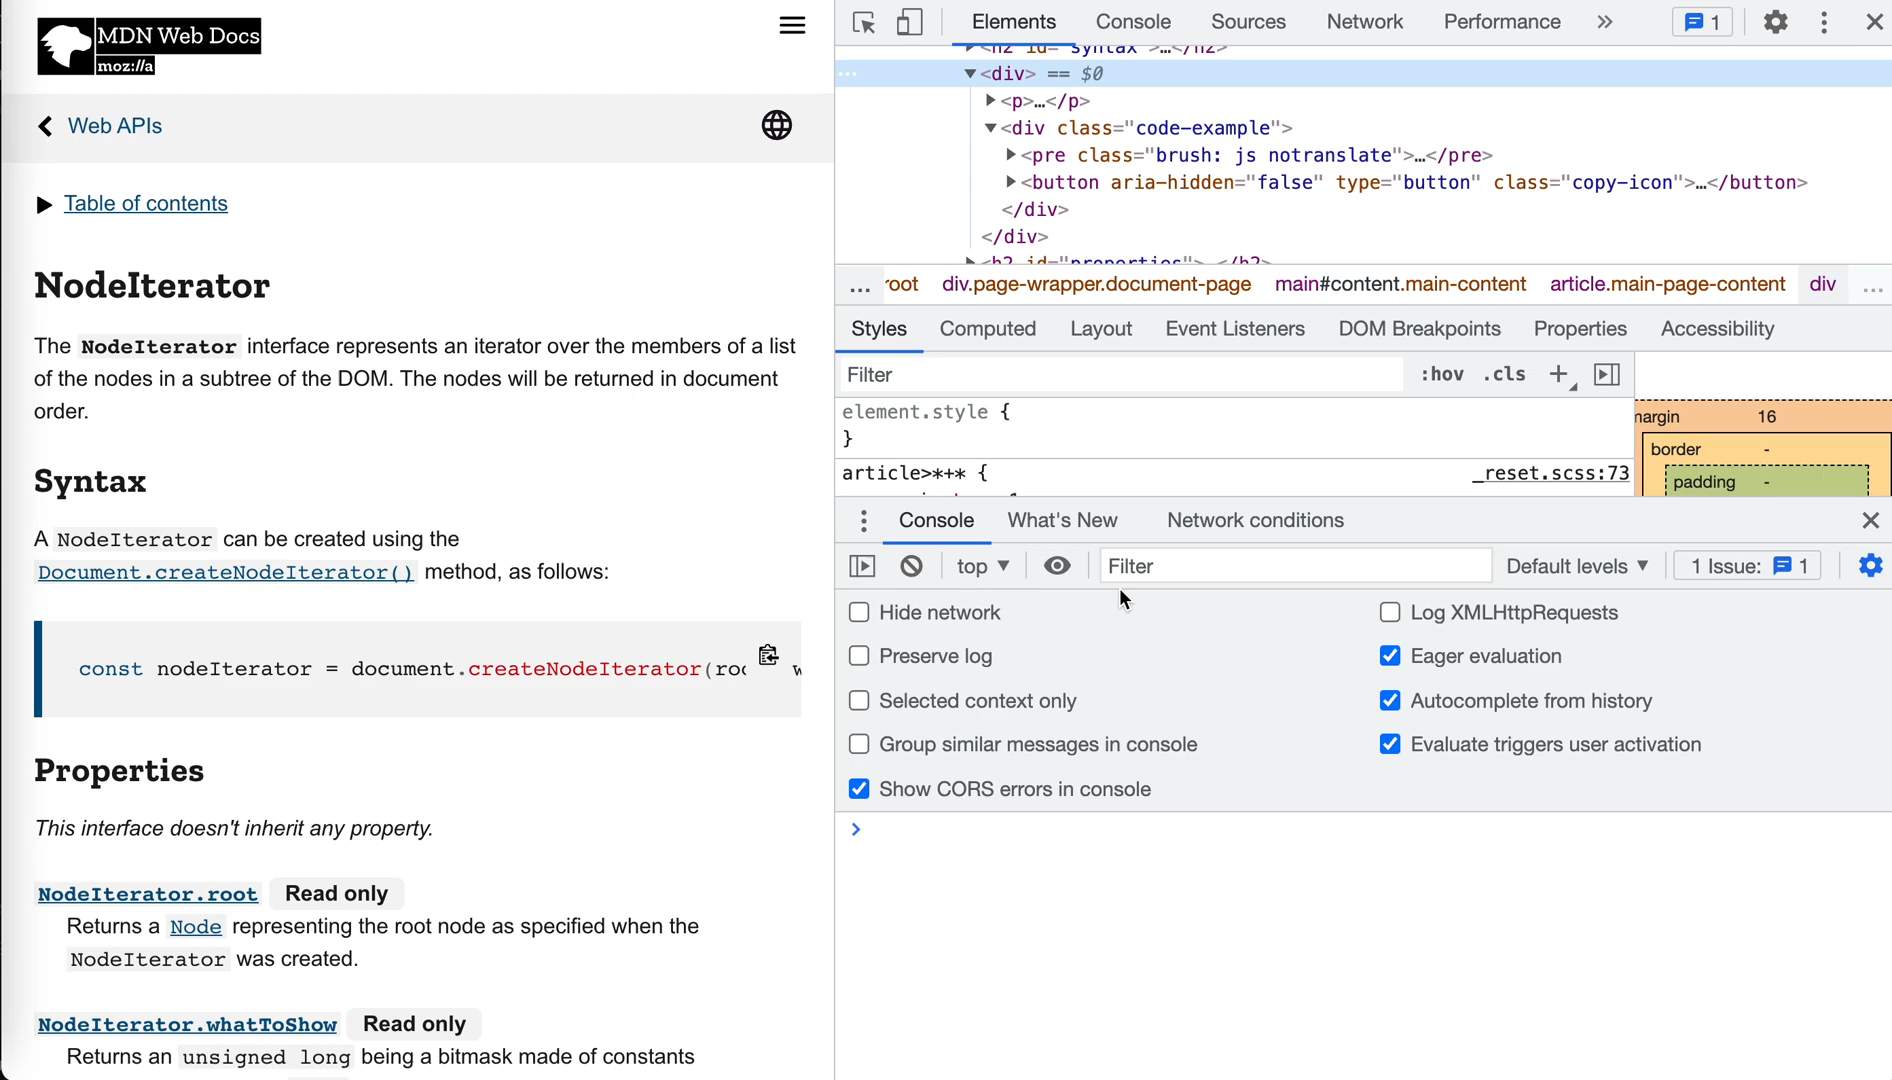 MDN Web Docs
moz://a
Web APIs
Table of contents
NodeIterator
The NodeIterator interface represents an iterator over the members of a list
of the nodes in a subtree of the DOM. The nodes will be returned in document
order.
Syntax
A NodeIterator can be created using the
Document.createNodeIterator() method, as follows:
const nodeIterator = document.createNodeIterator(roo w
Properties
This interface doesn't inherit any property.
NodeIterator.root Read only
Returns a Node representing the root node as specified when the
NodeIterator was created.
NodeIterator.whatToShow Read only
Returns an unsigned long being a bitmask made of constants
Elements Console Sources Network Performance » 1
▶<h2 id="syntax">…</h2>
… ▼<div> == $0
▶<p>…</p>
▼<div class="code-example">
▶<pre class="brush: js notranslate">…</pre>
▶<button aria-hidden="false" type="button" class="copy-icon">…</button>
</div>
</div>
▶<h2 id="properties">…</h2>
… root div.page-wrapper.document-page main#content.main-content article.main-page-content div …
Styles Computed Layout Event Listeners DOM Breakpoints Properties Accessibility
Filter :hov .cls +
element.style {
}
article>*+* { _reset.scss:73
margin 16
border -
padding -
Console What's New Network conditions
top ▼ Filter Default levels ▼ 1 Issue: 1
Hide network Log XMLHttpRequests
Preserve log Eager evaluation
Selected context only Autocomplete from history
Group similar messages in console Evaluate triggers user activation
Show CORS errors in console